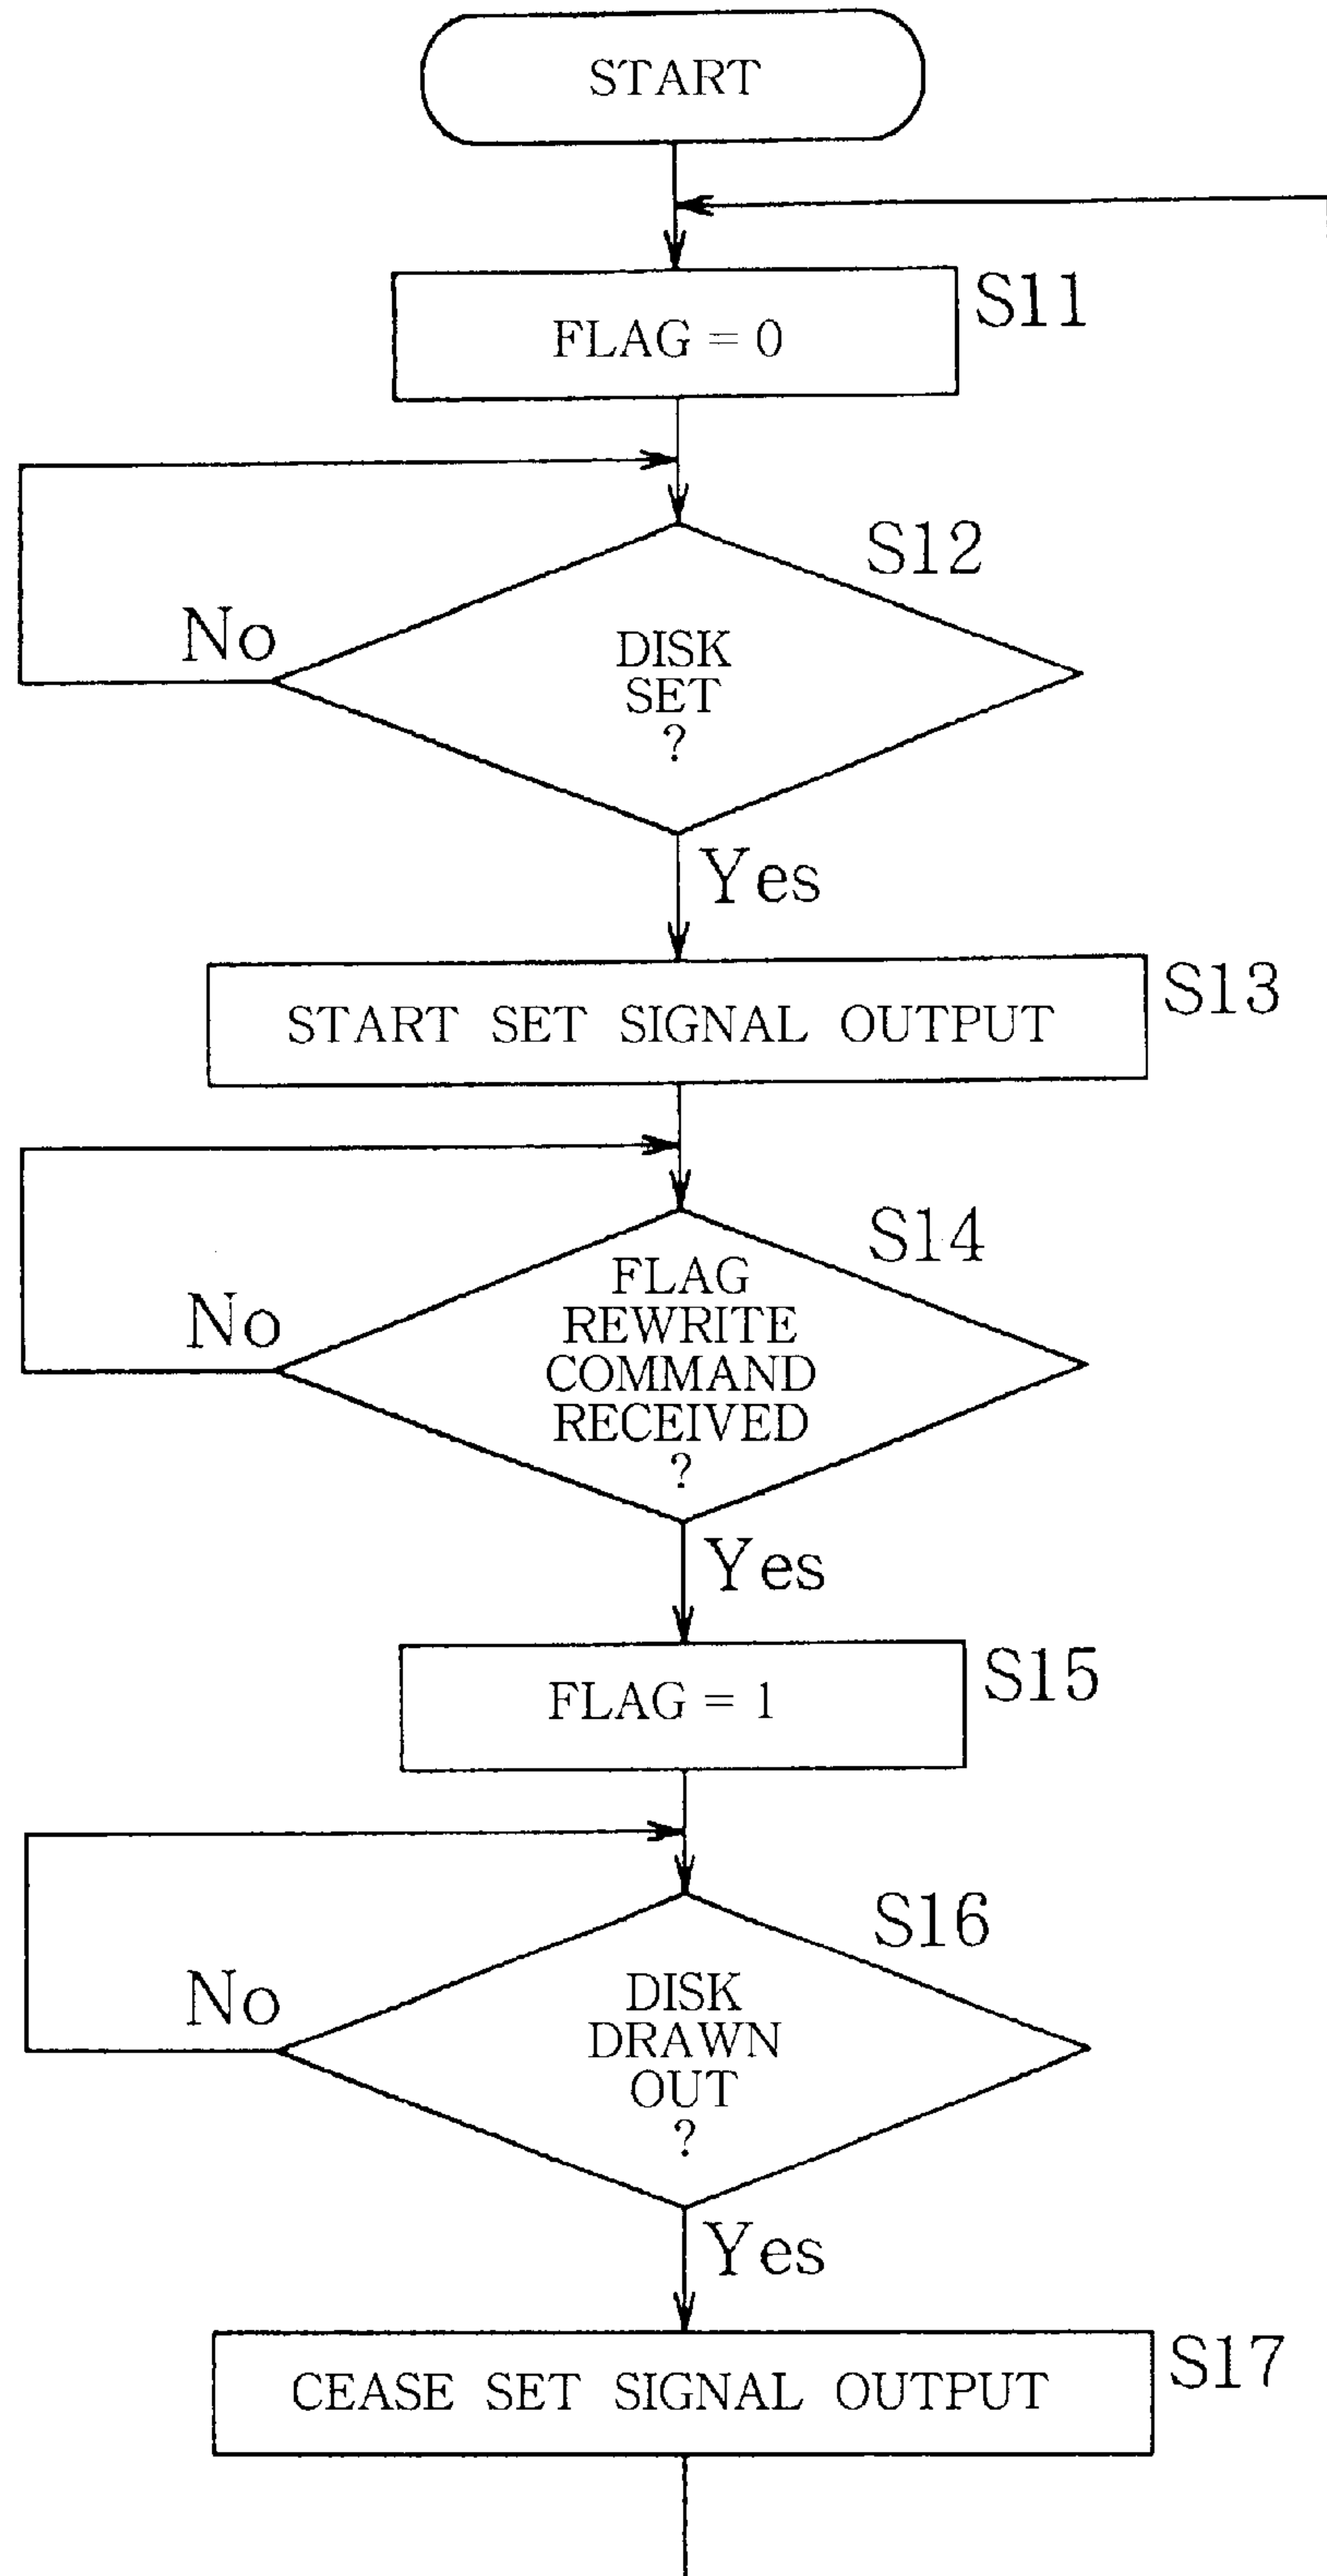 START
FLAG = 0
S11
S12
DISK
SET
?
No
Yes
START SET SIGNAL OUTPUT
S13
S14
FLAG
REWRITE
COMMAND
RECEIVED
?
No
Yes
FLAG = 1
S15
S16
DISK
DRAWN
OUT
?
No
Yes
CEASE SET SIGNAL OUTPUT
S17